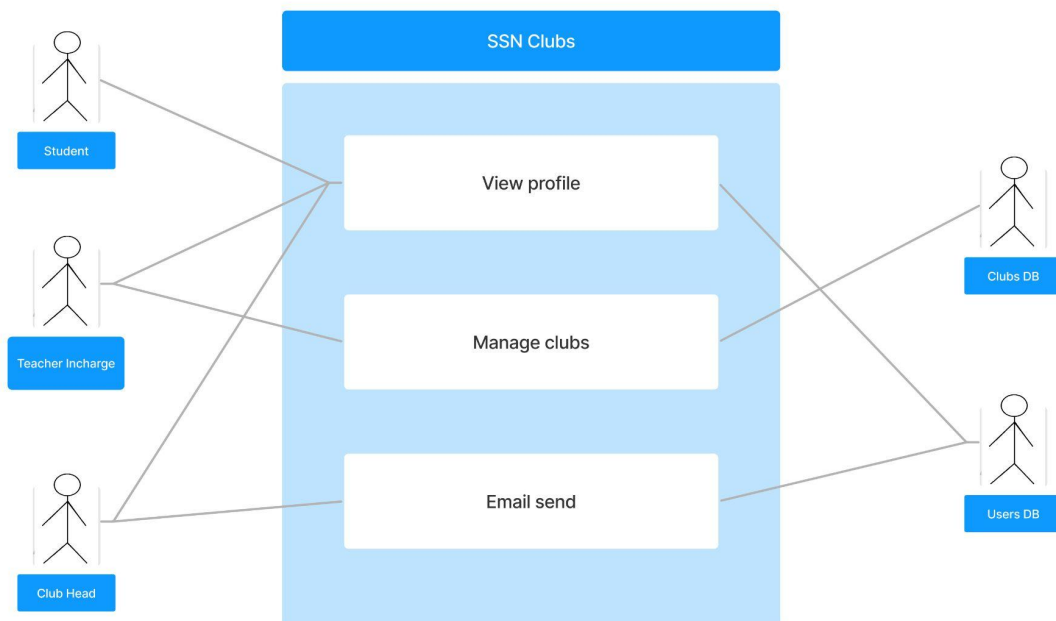 SSN Clubs
Student
View profile
Clubs DB
Teacher Incharge
Manage clubs
Users DB
Email send
Club Head